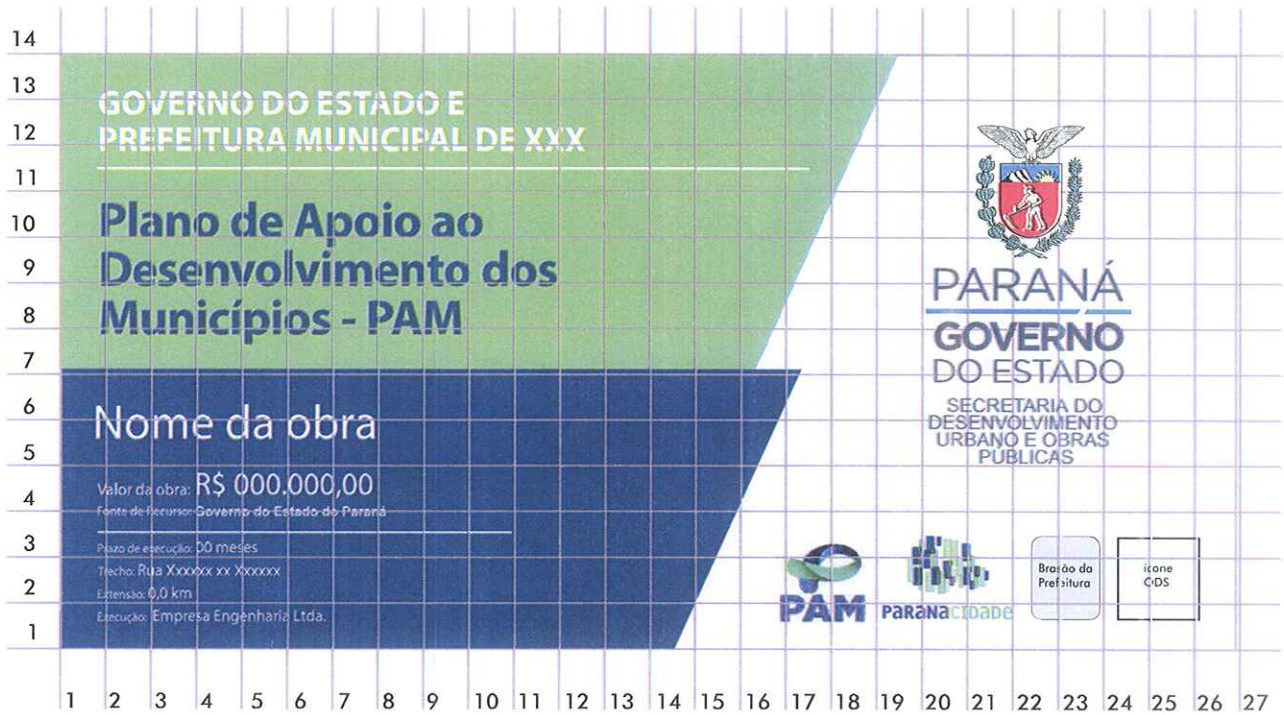 14
13
12
11
10
9
8
7
6
5
4
3
2
1
GOVERNO DO ESTADO E
PREFEITURA MUNICIPAL DE XXX
Plano de Apoio ao
Desenvolvimento dos
Municípios - PAM
Nome da obra
Valor da obra: R$ 000.000,00
Fonte de Recurso: Governo do Estado do Paraná
Prazo de execução: 00 meses
Trecho: Rua Xxxxxx xx Xxxxxx
Extensão: 0,0 km
Execução: Empresa Engenharia Ltda.
PARANÁ
GOVERNO
DO ESTADO
SECRETARIA DO
DESENVOLVIMENTO
URBANO E OBRAS
PÚBLICAS
PAM
PARANACIDADE
Brasão da
Prefeitura
ícone
ODS
1 2 3 4 5 6 7 8 9 10 11 12 13 14 15 16 17 18 19 20 21 22 23 24 25 26 27